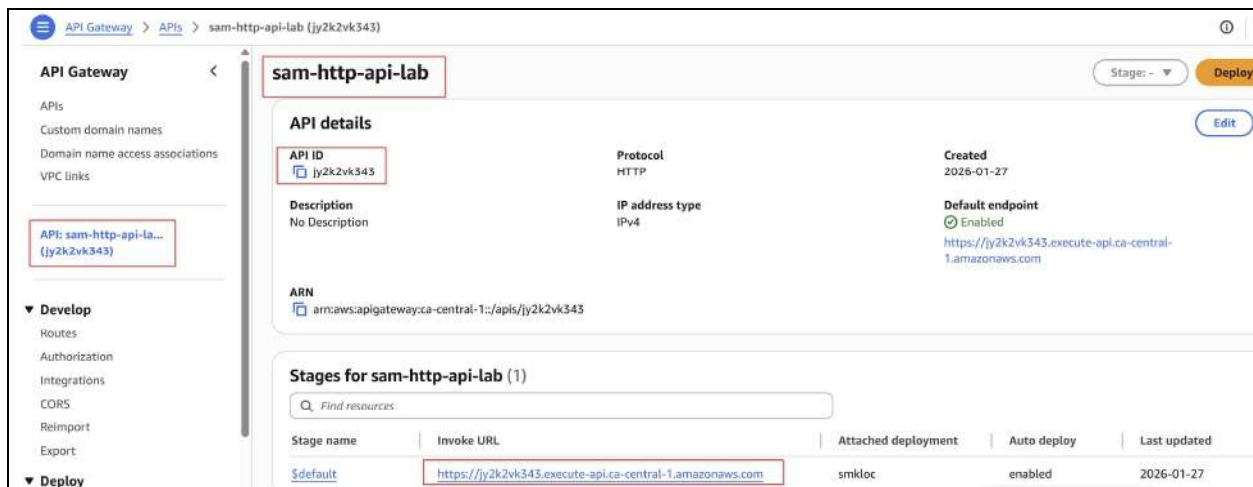 API Gateway > APIs > sam-http-api-lab (jy2k2vk343)
API Gateway
APIs
Custom domain names
Domain name access associations
VPC links
API: sam-http-api-la...
(jy2k2vk343)
Develop
Routes
Authorization
Integrations
CORS
Reimport
Export
Deploy
sam-http-api-lab
Stage: -
Deploy
API details
Edit
API ID
jy2k2vk343
Protocol
HTTP
Created
2026-01-27
Description
No Description
IP address type
IPv4
Default endpoint
Enabled
https://jy2k2vk343.execute-api.ca-central-
1.amazonaws.com
ARN
arn:aws:apigateway:ca-central-1::/apis/jy2k2vk343
Stages for sam-http-api-lab (1)
Find resources
Stage name Invoke URL Attached deployment Auto deploy Last updated
$default https://jy2k2vk343.execute-api.ca-central-1.amazonaws.com smkloc enabled 2026-01-27